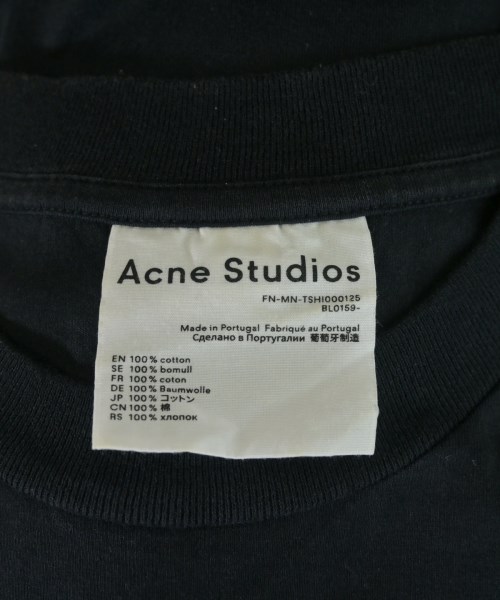 Acne Studios
FN-MN-TSHI000125
BL0159-
Made in Portugal Fabriqué au Portugal
Сделано в Португалии 葡萄牙制造
EN 100% cotton
SE 100% bomull
FR 100% coton
DE 100% Baumwolle
JP 100% コットン
CN 100% 棉
RS 100% хлопок